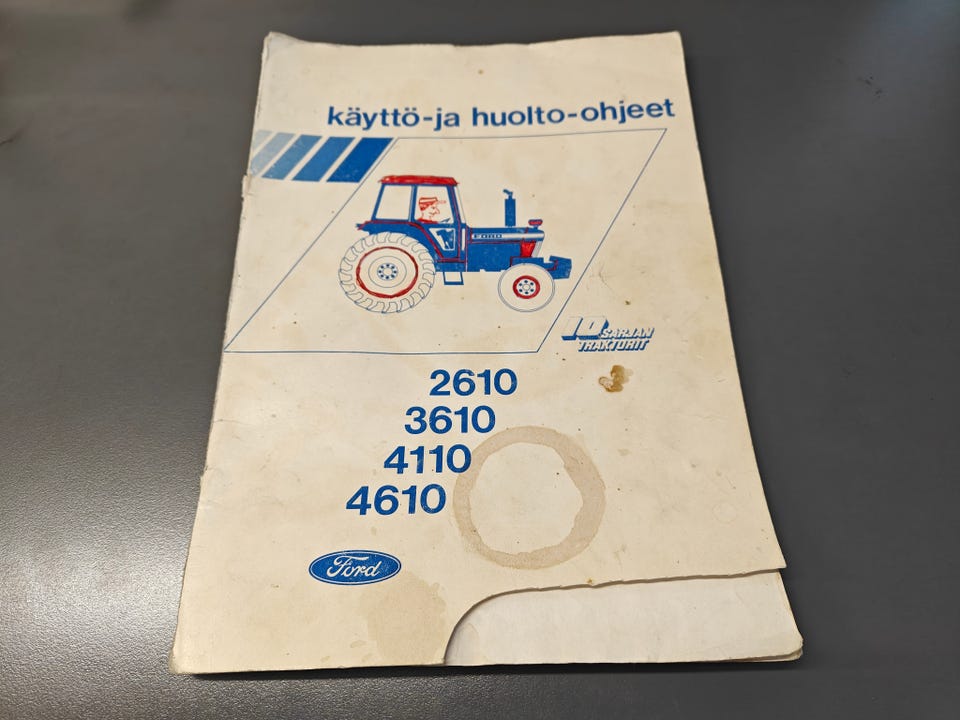 käyttö-ja huolto-ohjeet
FORD
10 SARJAN
TRAKTORIT
2610
3610
4110
4610
Ford